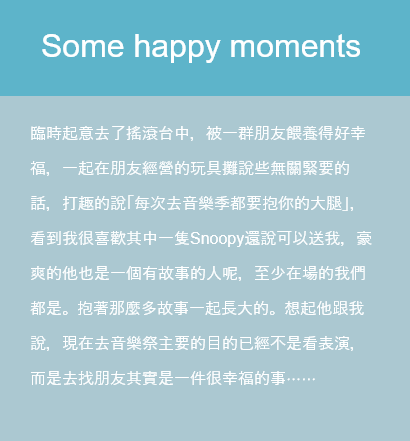 Some happy moments
臨時起意去了搖滾台中，被一群朋友餵養得好幸
福，一起在朋友經營的玩具攤說些無關緊要的
話，打趣的說｢每次去音樂季都要抱你的大腿｣，
看到我很喜歡其中一隻Snoopy還說可以送我，豪
爽的他也是一個有故事的人呢，至少在場的我們
都是。抱著那麼多故事一起長大的。想起他跟我
說，現在去音樂祭主要的目的已經不是看表演，
而是去找朋友其實是一件很幸福的事⋯⋯